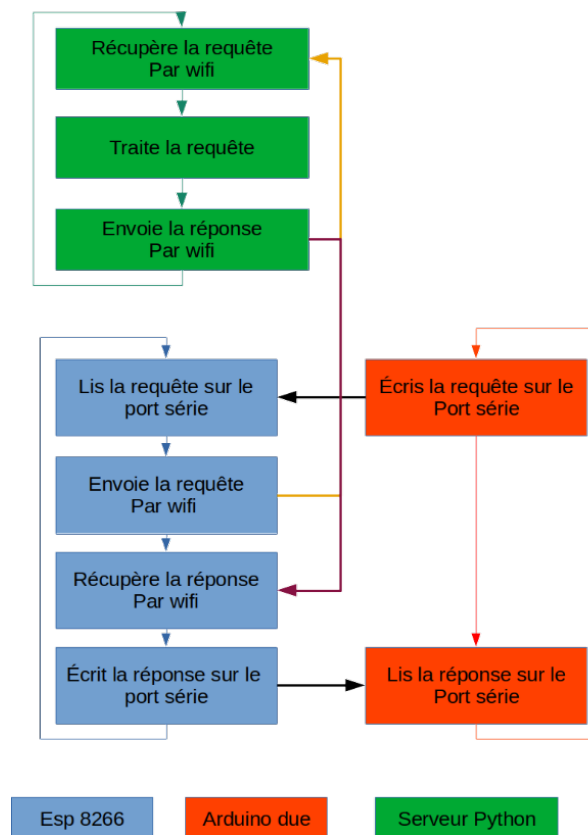 Récupère la requête
Par wifi
Traite la requête
Envoie la réponse
Par wifi
Lis la requête sur le
port série
Écris la requête sur le
Port série
Envoie la requête
Par wifi
Récupère la réponse
Par wifi
Écrit la réponse sur le
port série
Lis la réponse sur le
Port série
Esp 8266
Arduino due
Serveur Python